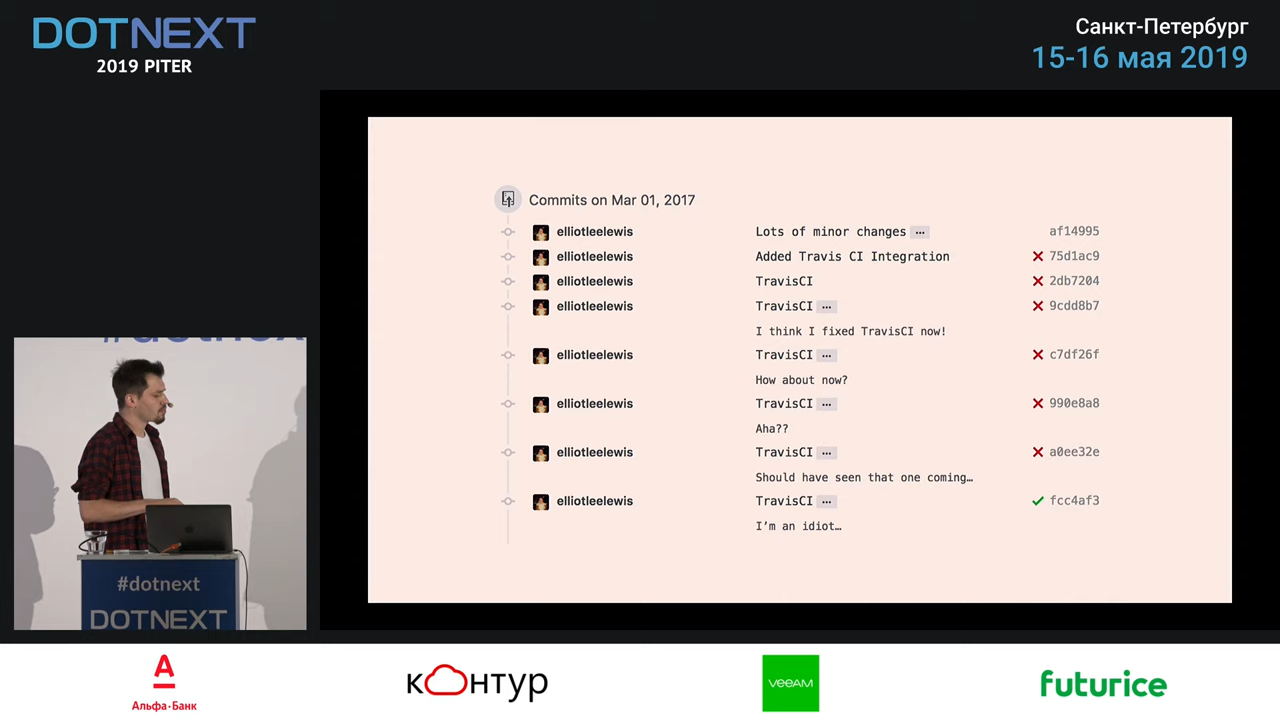 DOTNEXT
2019 PITER
Санкт-Петербург
15-16 мая 2019
Commits on Mar 01, 2017
elliotleelewis Lots of minor changes … af14995
elliotleelewis Added Travis CI Integration 75d1ac9
elliotleelewis TravisCI 2db7204
elliotleelewis TravisCI … 9cdd8b7
I think I fixed TravisCI now!
elliotleelewis TravisCI … c7df26f
How about now?
elliotleelewis TravisCI … 990e8a8
Aha??
elliotleelewis TravisCI … a0ee32e
Should have seen that one coming…
elliotleelewis TravisCI … fcc4af3
I’m an idiot…
#dotnext
DOTNEXT
А
Альфа·Банк
контур
veeam
futurice